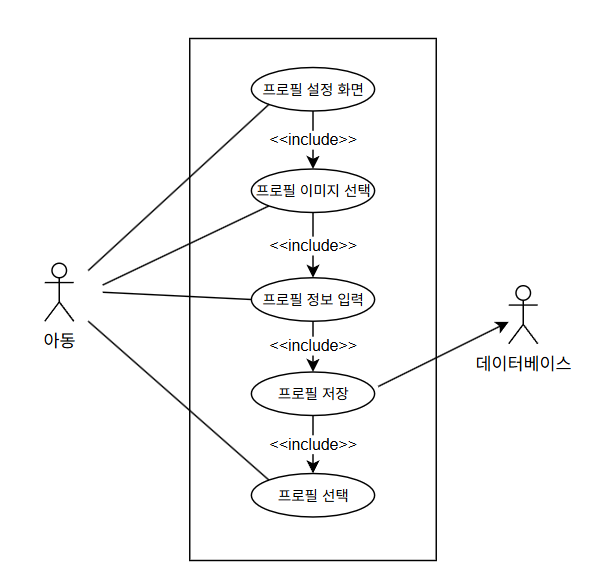 프로필 설정 화면
<<include>>
프로필 이미지 선택
<<include>>
프로필 정보 입력
<<include>>
프로필 저장
<<include>>
프로필 선택
아동
데이터베이스